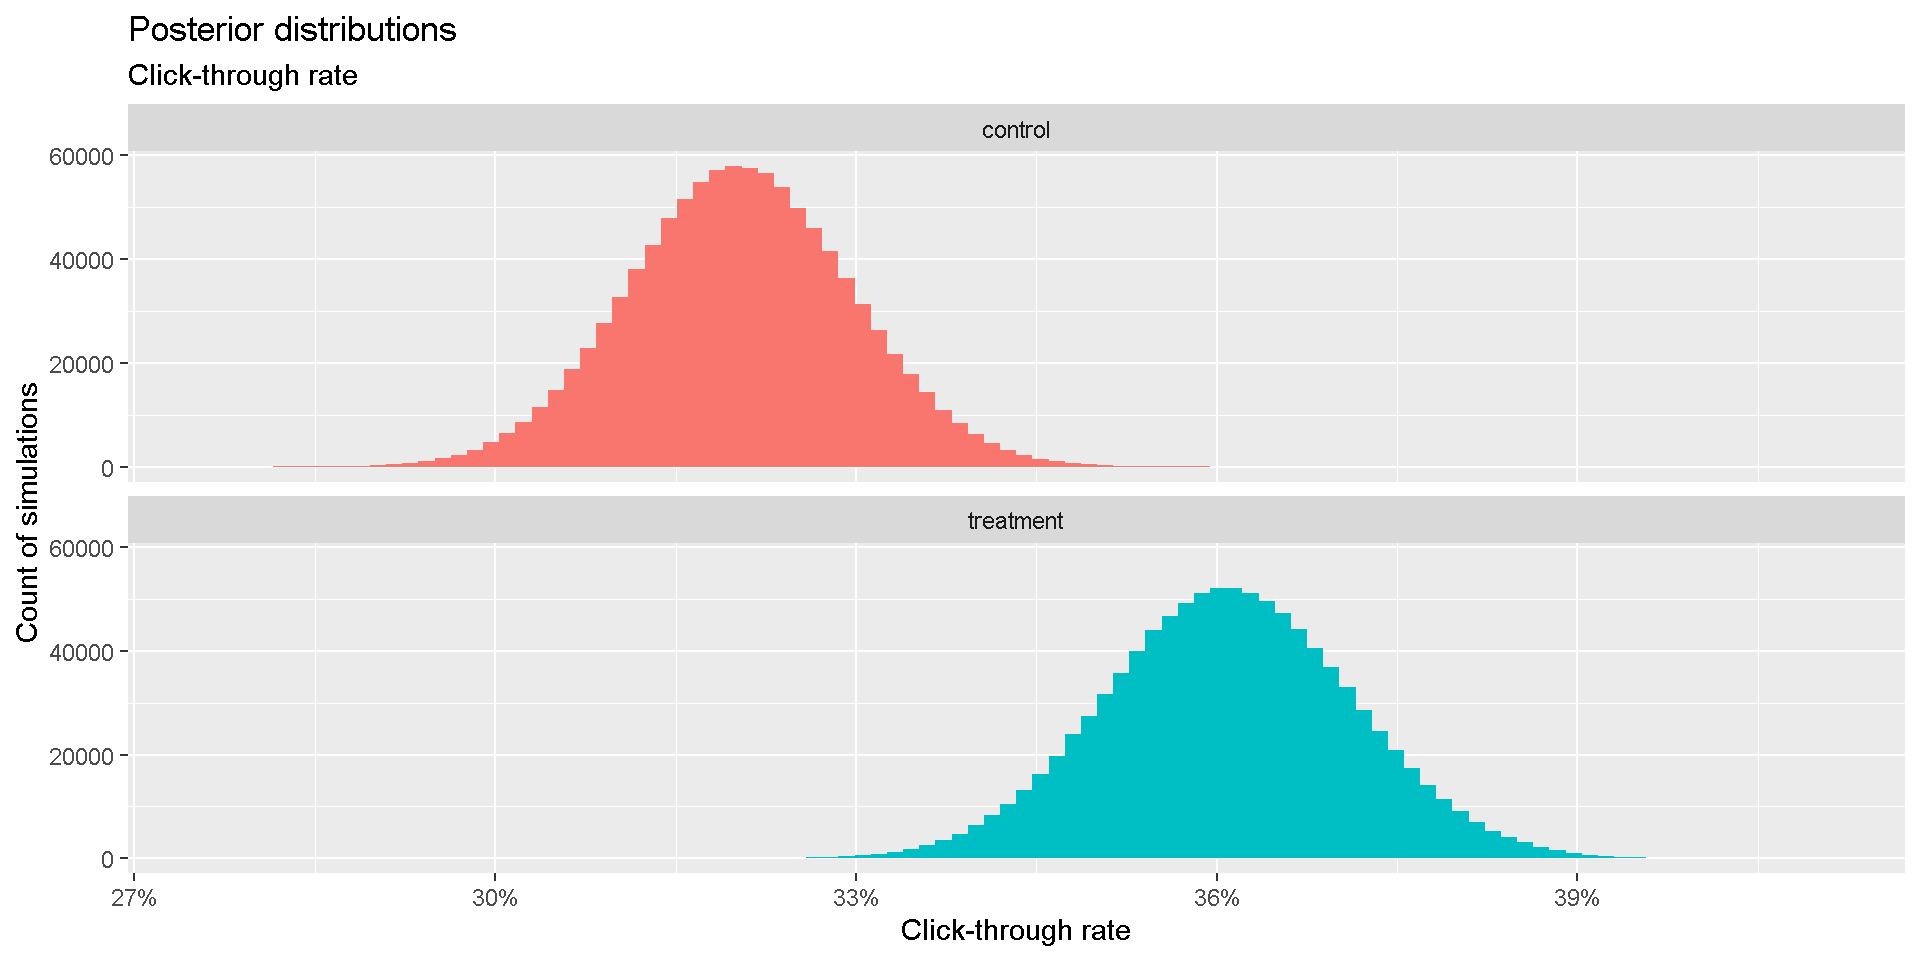 Posterior distributions
Click-through rate
control
60000
40000
20000
0
treatment
60000
40000
20000
0
Count of simulations
27% 30% 33% 36% 39%
Click-through rate